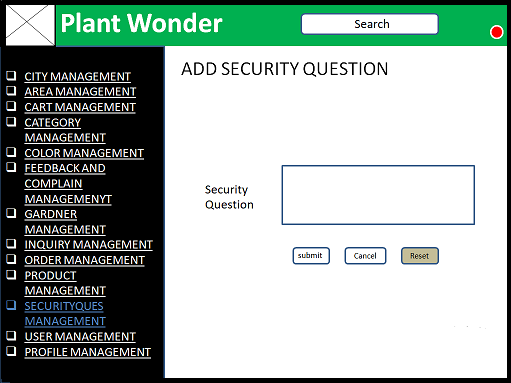 Plant Wonder
Search
CITY MANAGEMENT
AREA MANAGEMENT
CART MANAGEMENT
CATEGORY
MANAGEMENT
COLOR MANAGEMENT
FEEDBACK AND
COMPLAIN
MANAGEMENYT
GARDNER
MANAGEMENT
INQUIRY MANAGEMENT
ORDER MANAGEMENT
PRODUCT
MANAGEMENT
SECURITYQUES
MANAGEMENT
USER MANAGEMENT
PROFILE MANAGEMENT
ADD SECURITY QUESTION
Security
Question
submit
Cancel
Reset